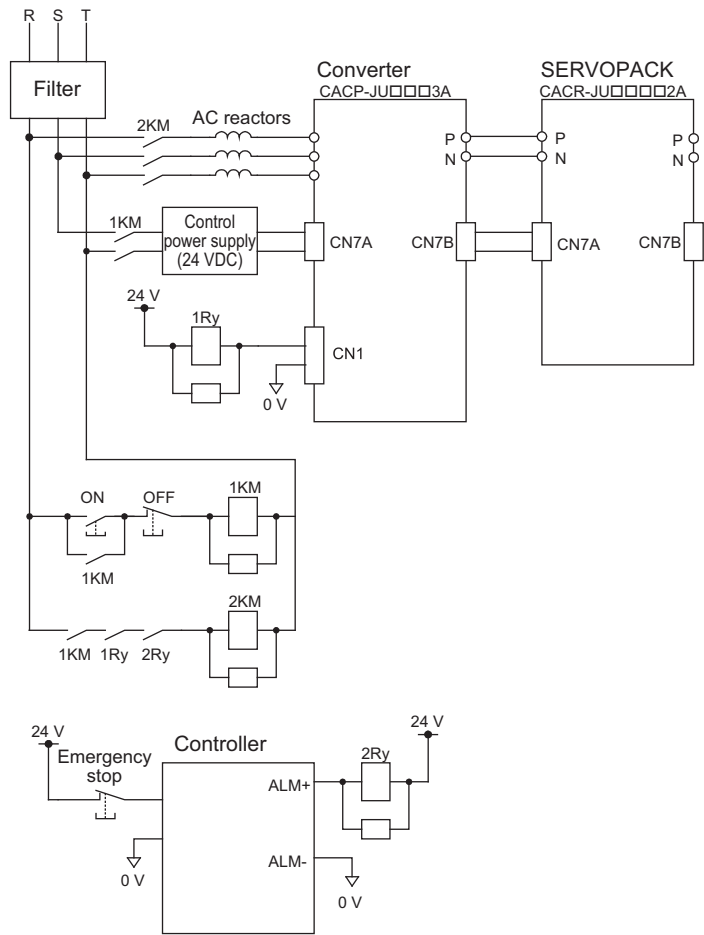 R S T
Filter
2KM
AC reactors
Converter
CACP-JU□□□3A
SERVOPACK
CACR-JU□□□□2A
P
N
P
N
P
N
1KM
Control
power supply
(24 VDC)
CN7A
CN7B
CN7A
CN7B
24 V
1Ry
CN1
0 V
ON
OFF
1KM
1KM
2KM
1KM 1Ry 2Ry
24 V
Emergency
stop
Controller
24 V
2Ry
ALM+
ALM-
0 V
0 V